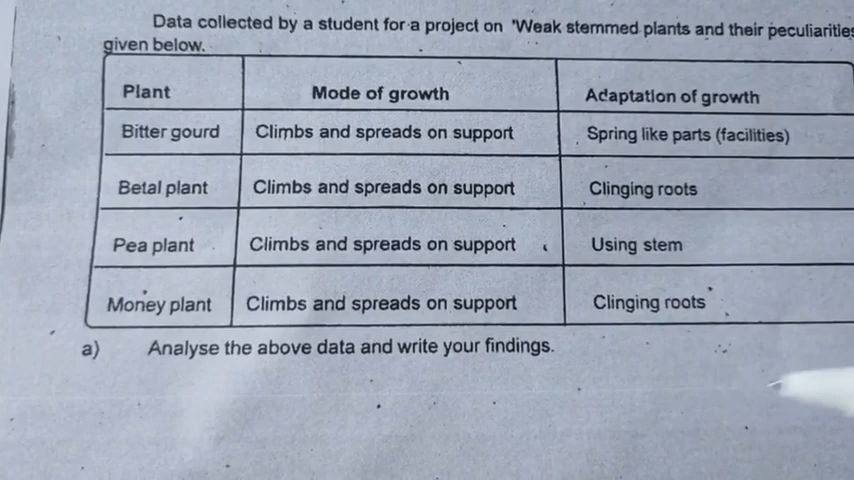 Data collected by a student for a project on 'Weak stemmed plants and their peculiarities
given below.
Plant Mode of growth Adaptation of growth
Bitter gourd Climbs and spreads on support Spring like parts (facilities)
Betal plant Climbs and spreads on support Clinging roots
Pea plant Climbs and spreads on support Using stem
Money plant Climbs and spreads on support Clinging roots
a) Analyse the above data and write your findings.